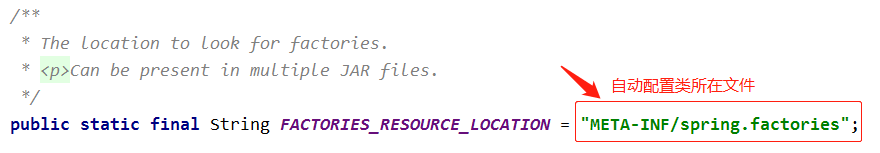 /**
* The location to look for factories.
* <p>Can be present in multiple JAR files.
*/
自动配置类所在文件
public static final String FACTORIES_RESOURCE_LOCATION = "META-INF/spring.factories";